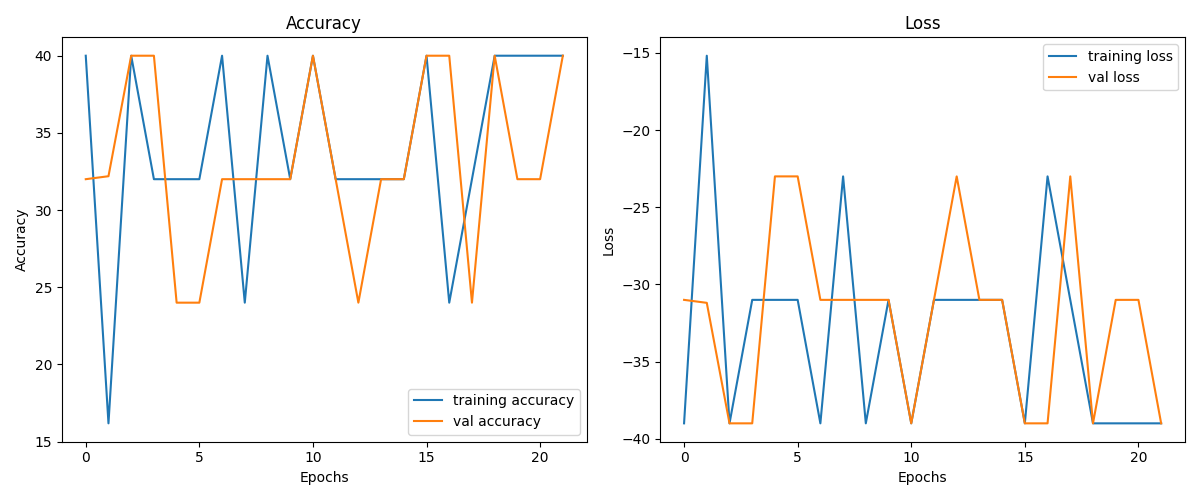 Accuracy
Accuracy
40
35
30
25
20
15
0 5 10 15 20
Epochs
training accuracy
val accuracy
Loss
Loss
−15
−20
−25
−30
−35
−40
0 5 10 15 20
Epochs
training loss
val loss